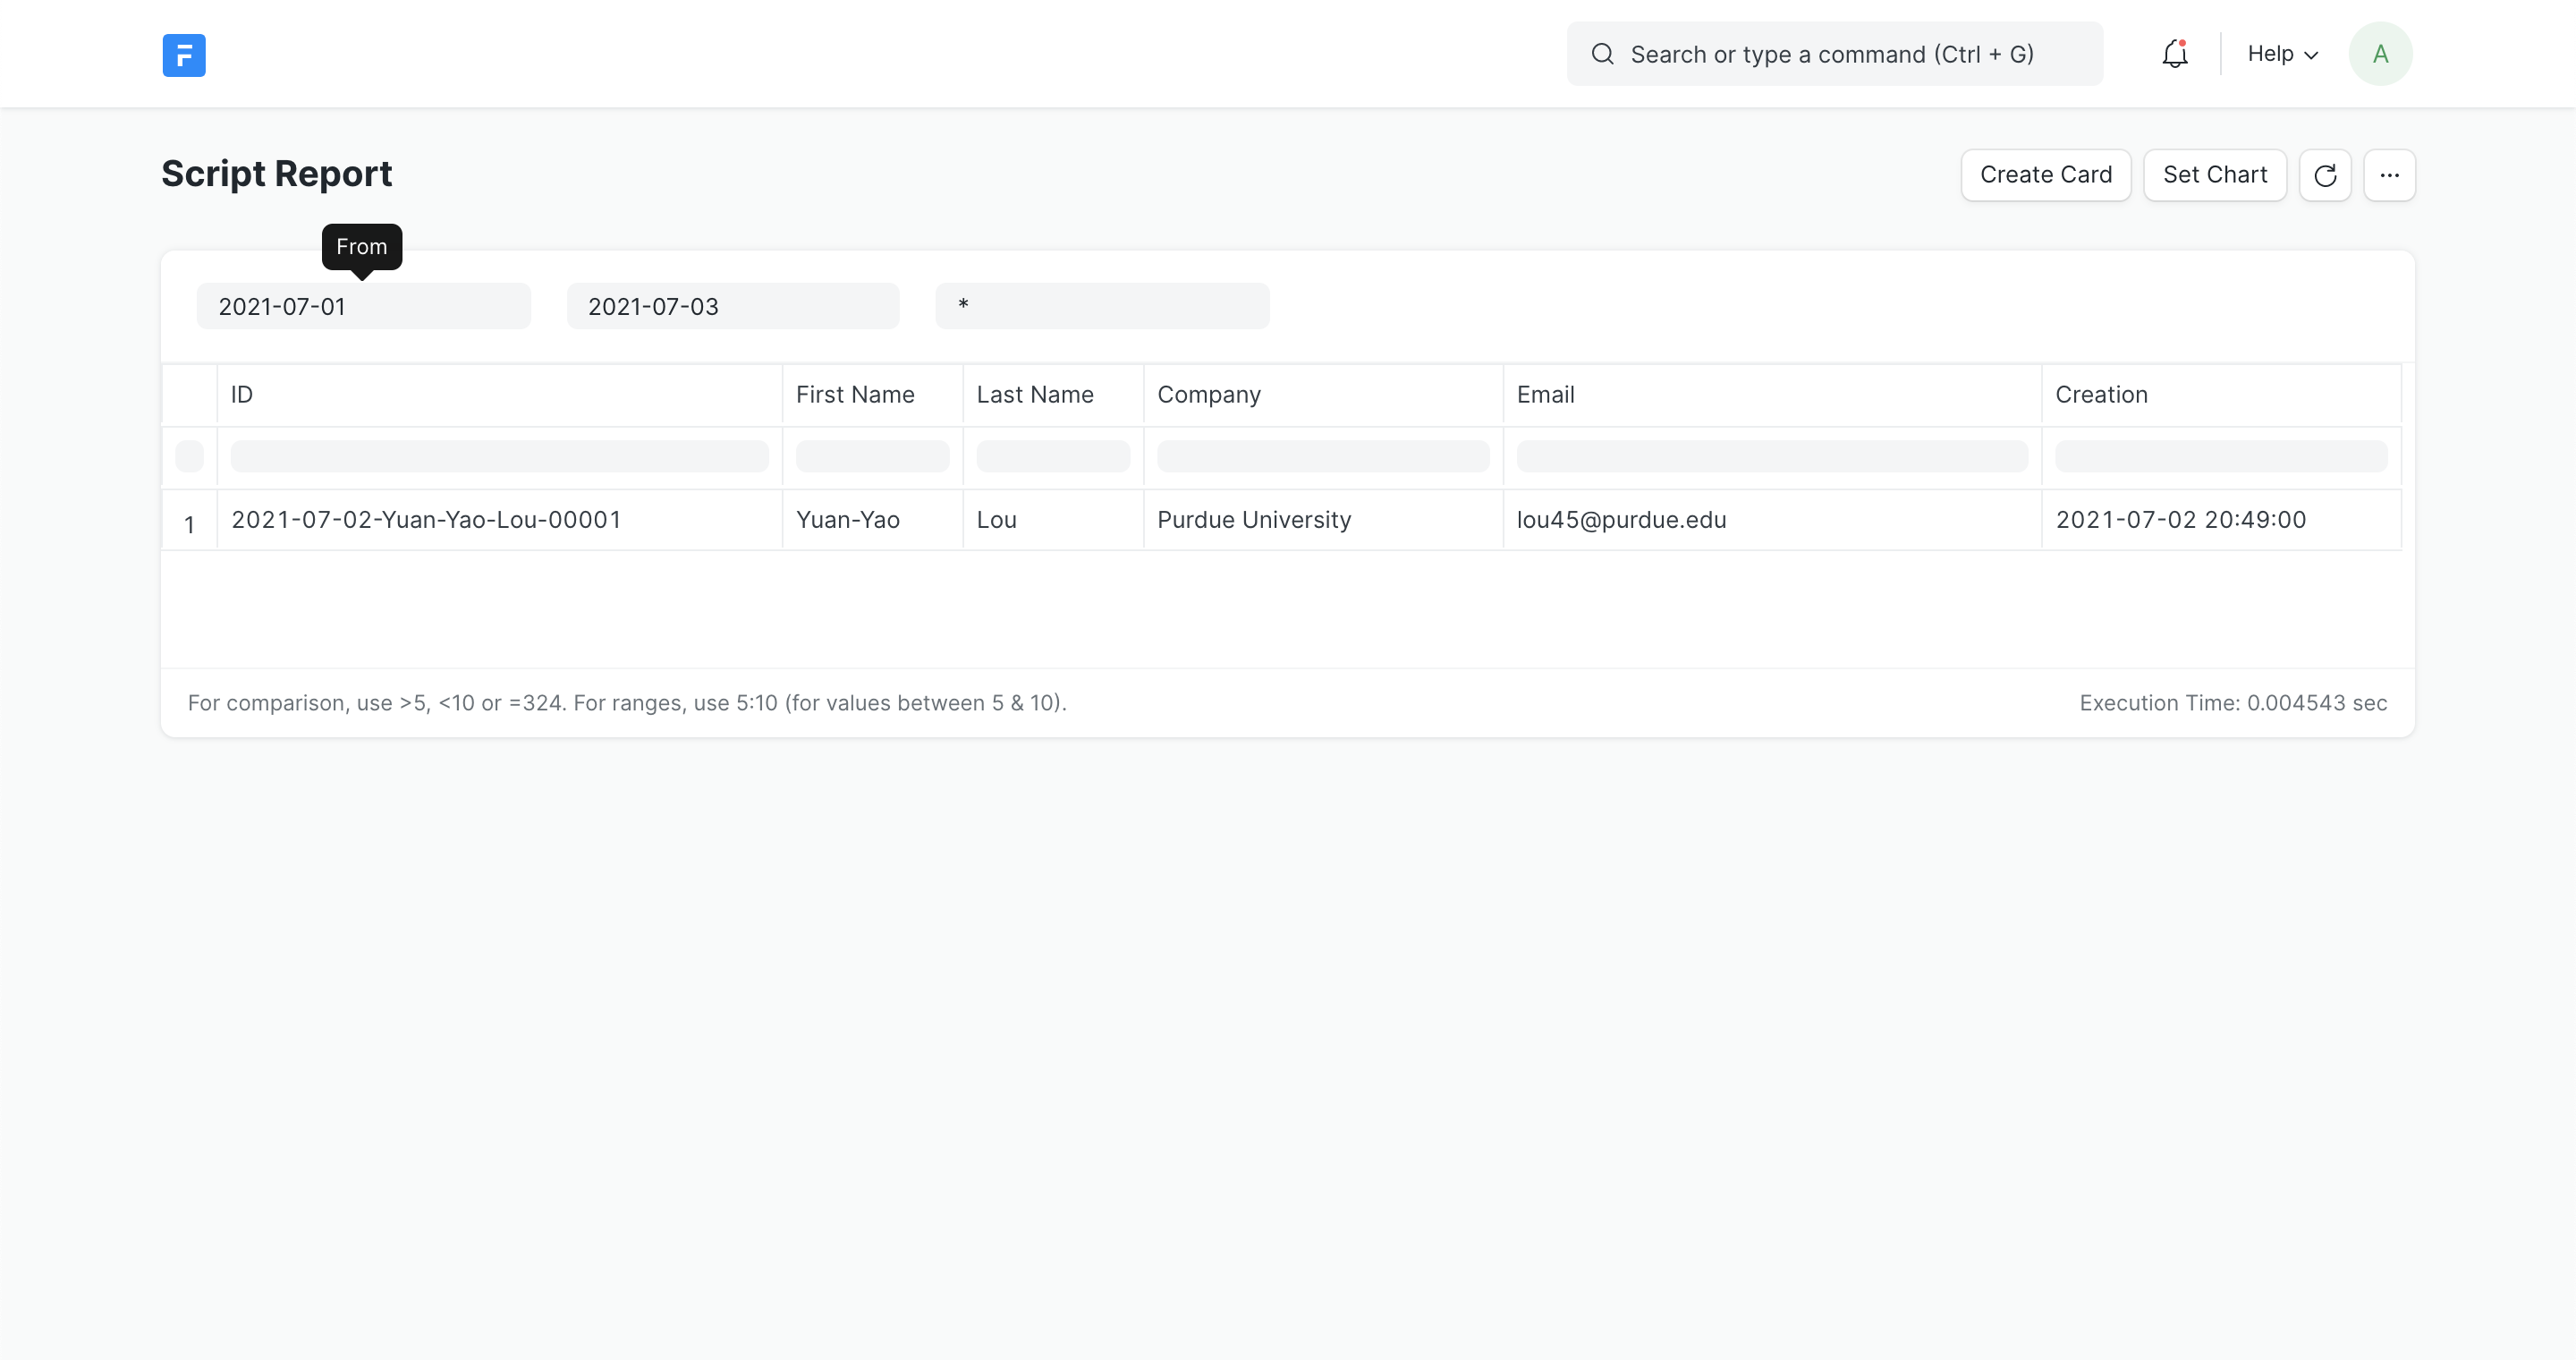 F
Search or type a command (Ctrl + G)
Help
A
Script Report
Create Card
Set Chart
...
From
2021-07-01
2021-07-03
*
ID First Name Last Name Company Email Creation
1 2021-07-02-Yuan-Yao-Lou-00001 Yuan-Yao Lou Purdue University lou45@purdue.edu 2021-07-02 20:49:00
For comparison, use >5, <10 or =324. For ranges, use 5:10 (for values between 5 & 10).
Execution Time: 0.004543 sec